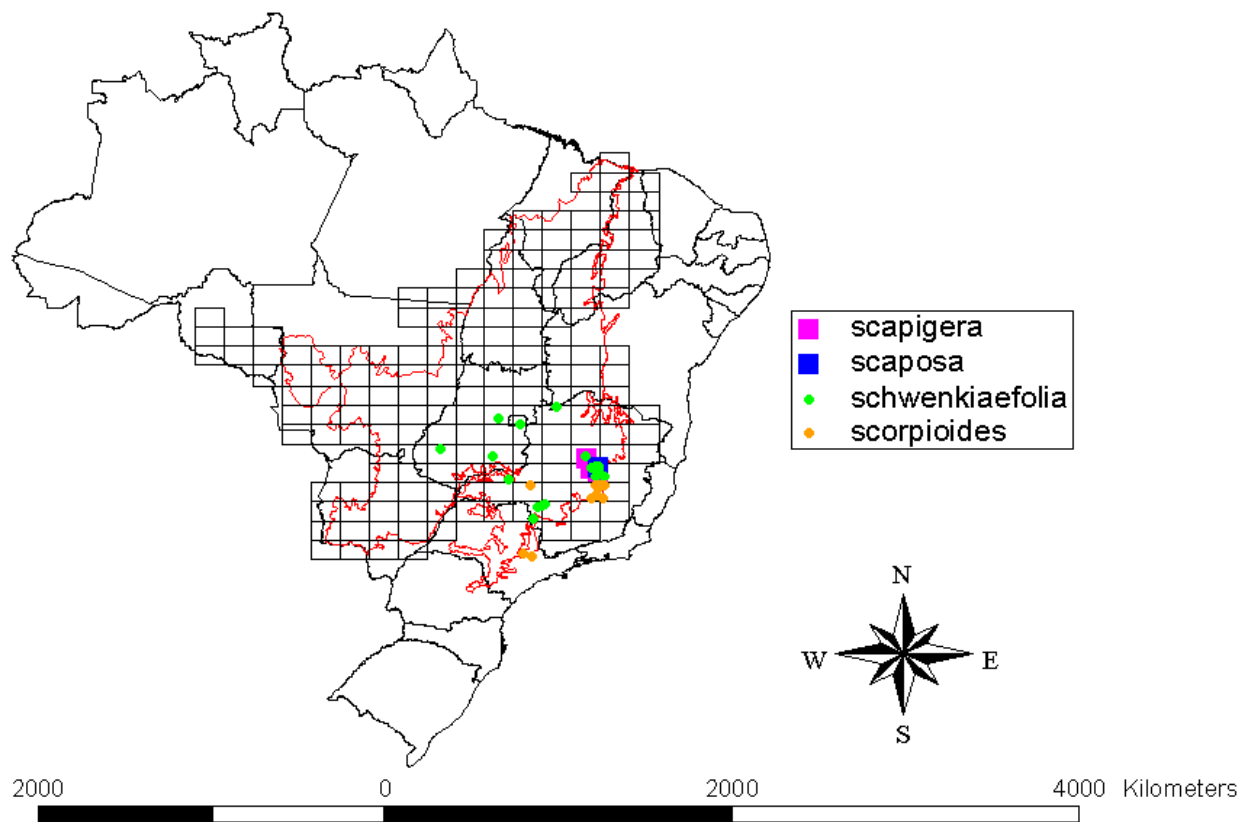 scapigera
scaposa
schwenkiaefolia
scorpioides
N
W E
S
2000 0 2000 4000 Kilometers